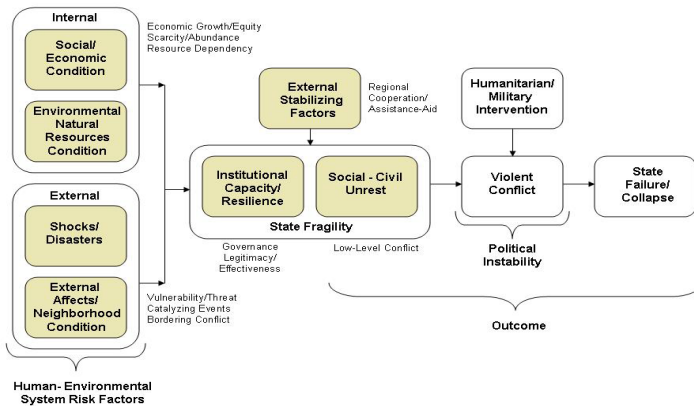 Internal
Social/
Economic
Condition
Environmental
Natural
Resources
Condition
Economic Growth/Equity
Scarcity/Abundance
Resource Dependency
External
Shocks/
Disasters
External
Affects/
Neighborhood
Condition
Vulnerability/Threat
Catalyzing Events
Bordering Conflict
Human- Environmental
System Risk Factors
External
Stabilizing
Factors
Regional
Cooperation/
Assistance-Aid
Institutional
Capacity/
Resilience
Social - Civil
Unrest
State Fragility
Governance
Legitimacy/
Effectiveness
Low-Level Conflict
Humanitarian/
Military
Intervention
Violent
Conflict
Political
Instability
State
Failure/
Collapse
Outcome